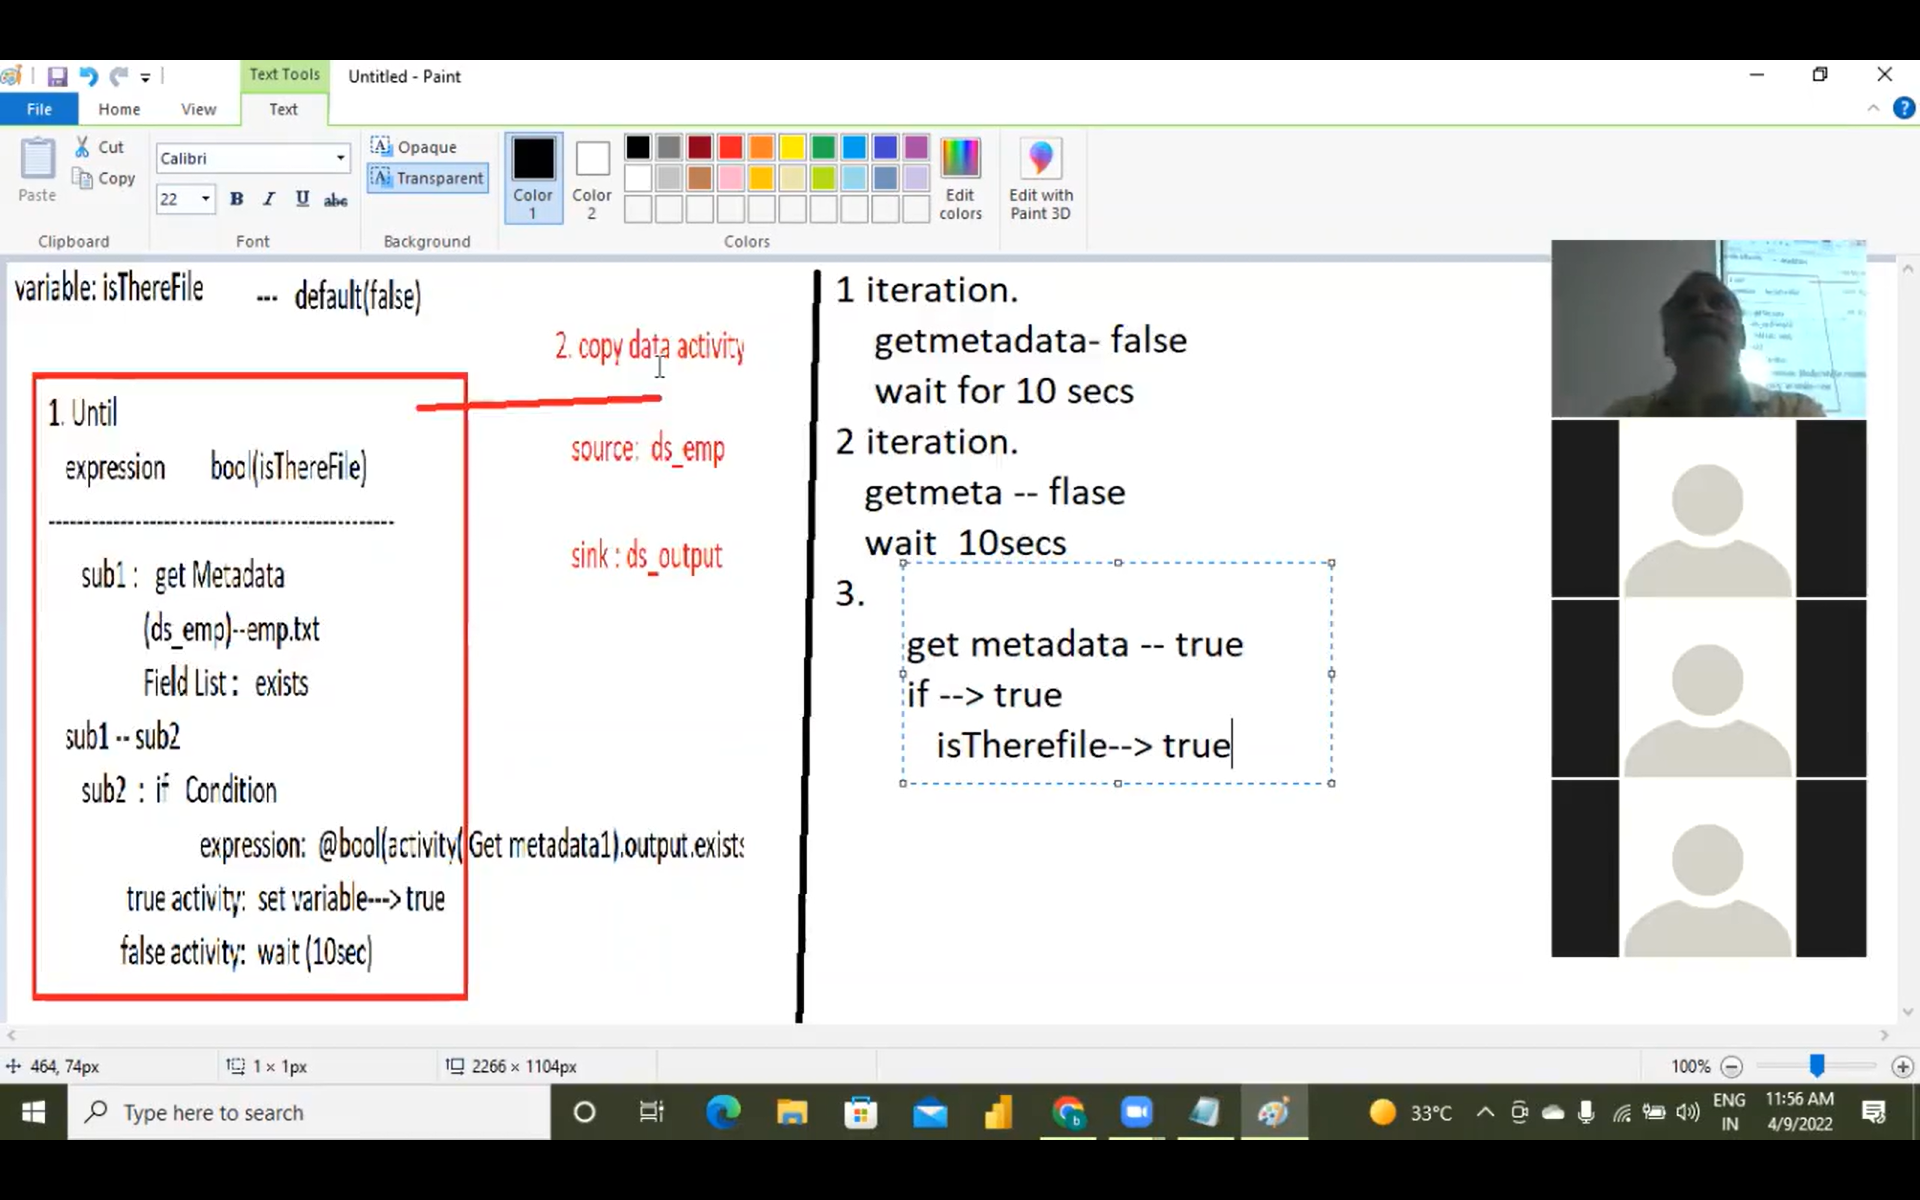 Text Tools
Untitled - Paint
File
Home
View
Text
Paste
Cut
Copy
Clipboard
Calibri
22
B
I
U
abc
Font
Opaque
Transparent
Background
Color
1
Color
2
Edit
colors
Edit with
Paint 3D
Colors
variable: isThereFile --- default(false)
1. Until
expression bool(isThereFile)
-----------------------------------------------
sub1 : get Metadata
(ds_emp)--emp.txt
Field List : exists
sub1 -- sub2
sub2 : if Condition
expression: @bool(activity( Get metadata1).output.exists
true activity: set variable---> true
false activity: wait (10sec)
2. copy data activity
source: ds_emp
sink : ds_output
1 iteration.
getmetadata- false
wait for 10 secs
2 iteration.
getmeta -- flase
wait 10secs
3.
get metadata -- true
if --> true
isTherefile--> true
464, 74px
1 × 1px
2266 × 1104px
100%
Type here to search
33°C
ENG
IN
11:56 AM
4/9/2022